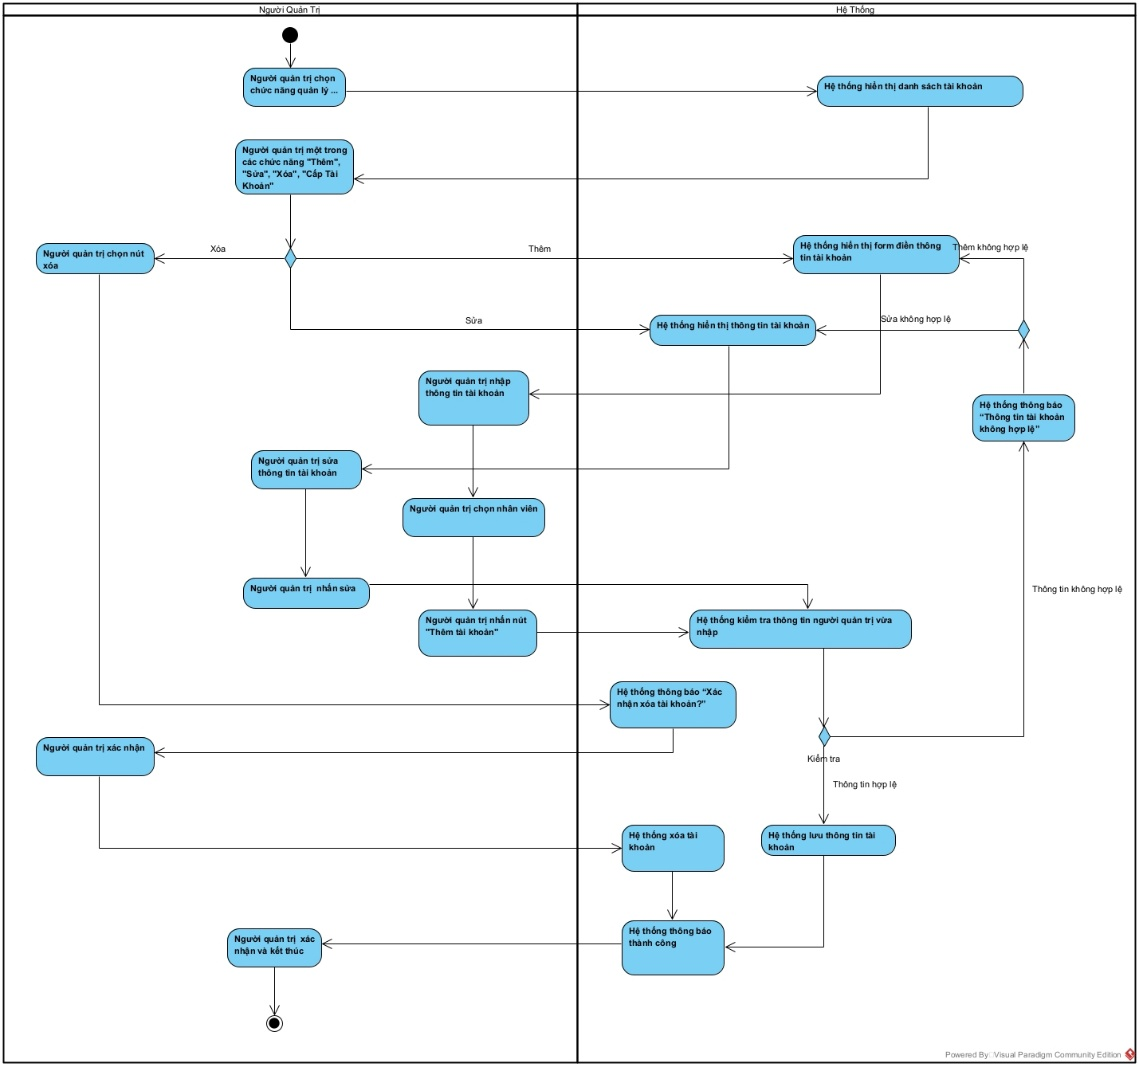 Người Quản Trị
Hệ Thống
Người quản trị chọn
chức năng quản lý ...
Hệ thống hiển thị danh sách tài khoản
Người quản trị một trong
các chức năng "Thêm",
"Sửa", "Xóa", "Cấp Tài
Khoản"
Người quản trị chọn nút
xóa
Xóa
Thêm
Hệ thống hiển thị form điền thông
tin tài khoản
Thêm không hợp lệ
Sửa
Hệ thống hiển thị thông tin tài khoản
Sửa không hợp lệ
Người quản trị nhập
thông tin tài khoản
Hệ thống thông báo
“Thông tin tài khoản
không hợp lệ”
Người quản trị sửa
thông tin tài khoản
Người quản trị chọn nhân viên
Người quản trị  nhấn sửa
Thông tin không hợp lệ
Người quản trị nhấn nút
"Thêm tài khoản"
Hệ thống kiểm tra thông tin người quản trị vừa
nhập
Hệ thống thông báo “Xác
nhận xóa tài khoản?”
Người quản trị xác nhận
Kiểm tra
Thông tin hợp lệ
Hệ thống xóa tài
khoản
Hệ thống lưu thông tin tài
khoản
Người quản trị  xác
nhận và kết thúc
Hệ thống thông báo
thành công
Powered By: Visual Paradigm Community Edition